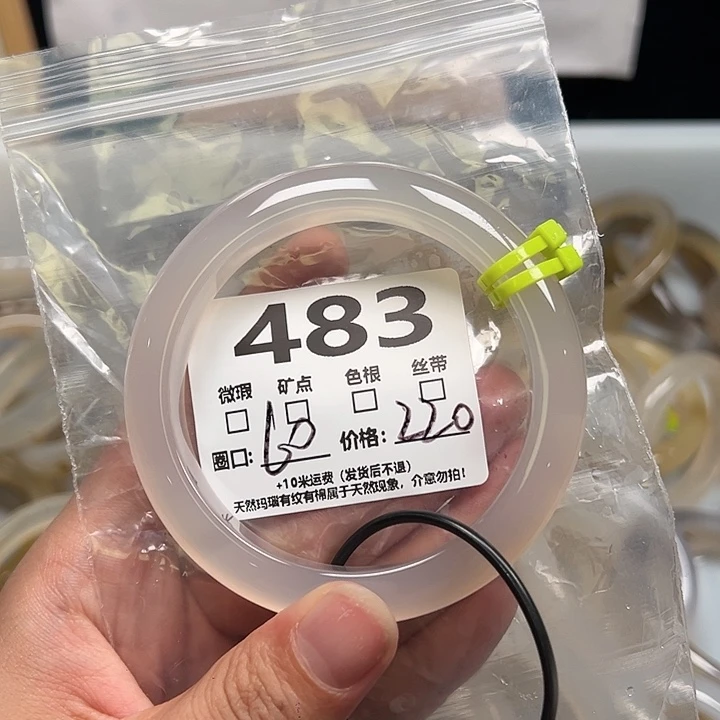 483
微瑕 矿点 色根 丝带
圈口: 60 价格: 220
+10米运费（发货后不退）
天然玛瑙有纹有棉属于天然现象，介意勿拍!